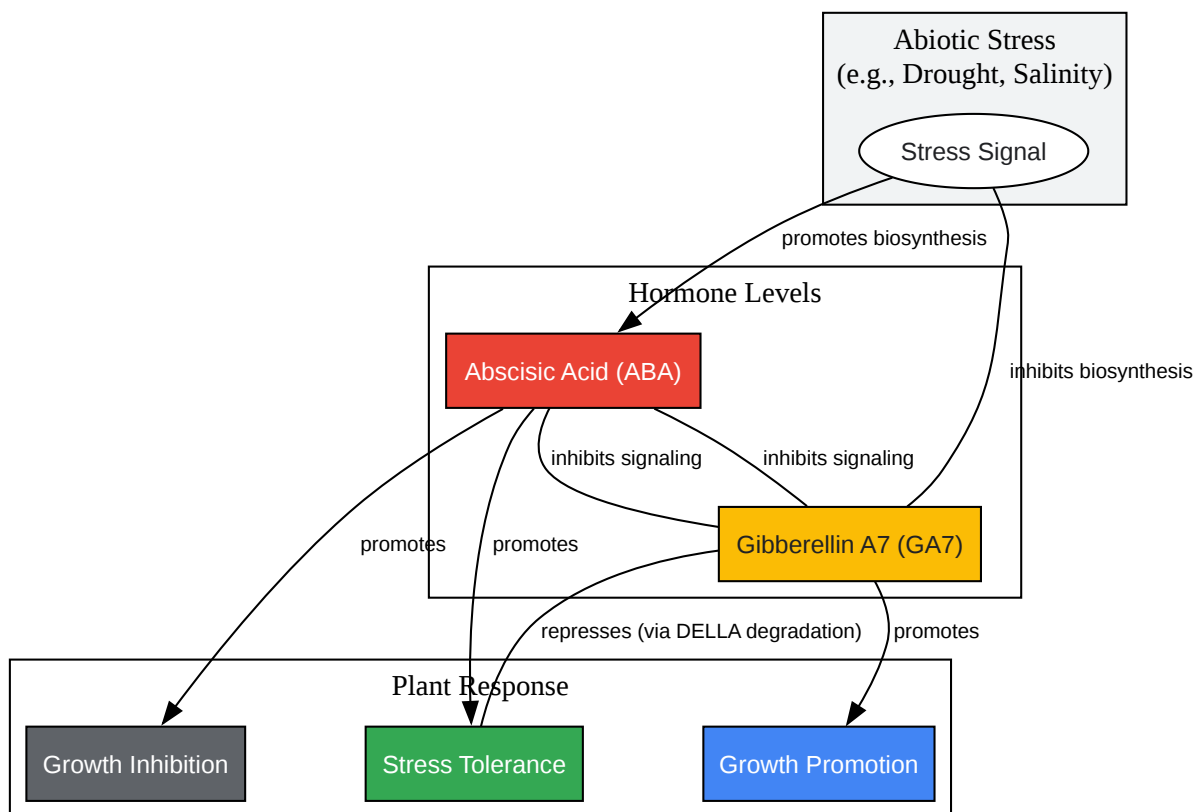 Abiotic Stress
(e.g., Drought, Salinity)
Stress Signal
promotes biosynthesis
Hormone Levels
Abscisic Acid (ABA)
inhibits biosynthesis
inhibits signaling
inhibits signaling
promotes
promotes
Gibberellin A7 (GA7)
represses (via DELLA degradation)
promotes
Plant Response
Growth Inhibition
Stress Tolerance
Growth Promotion